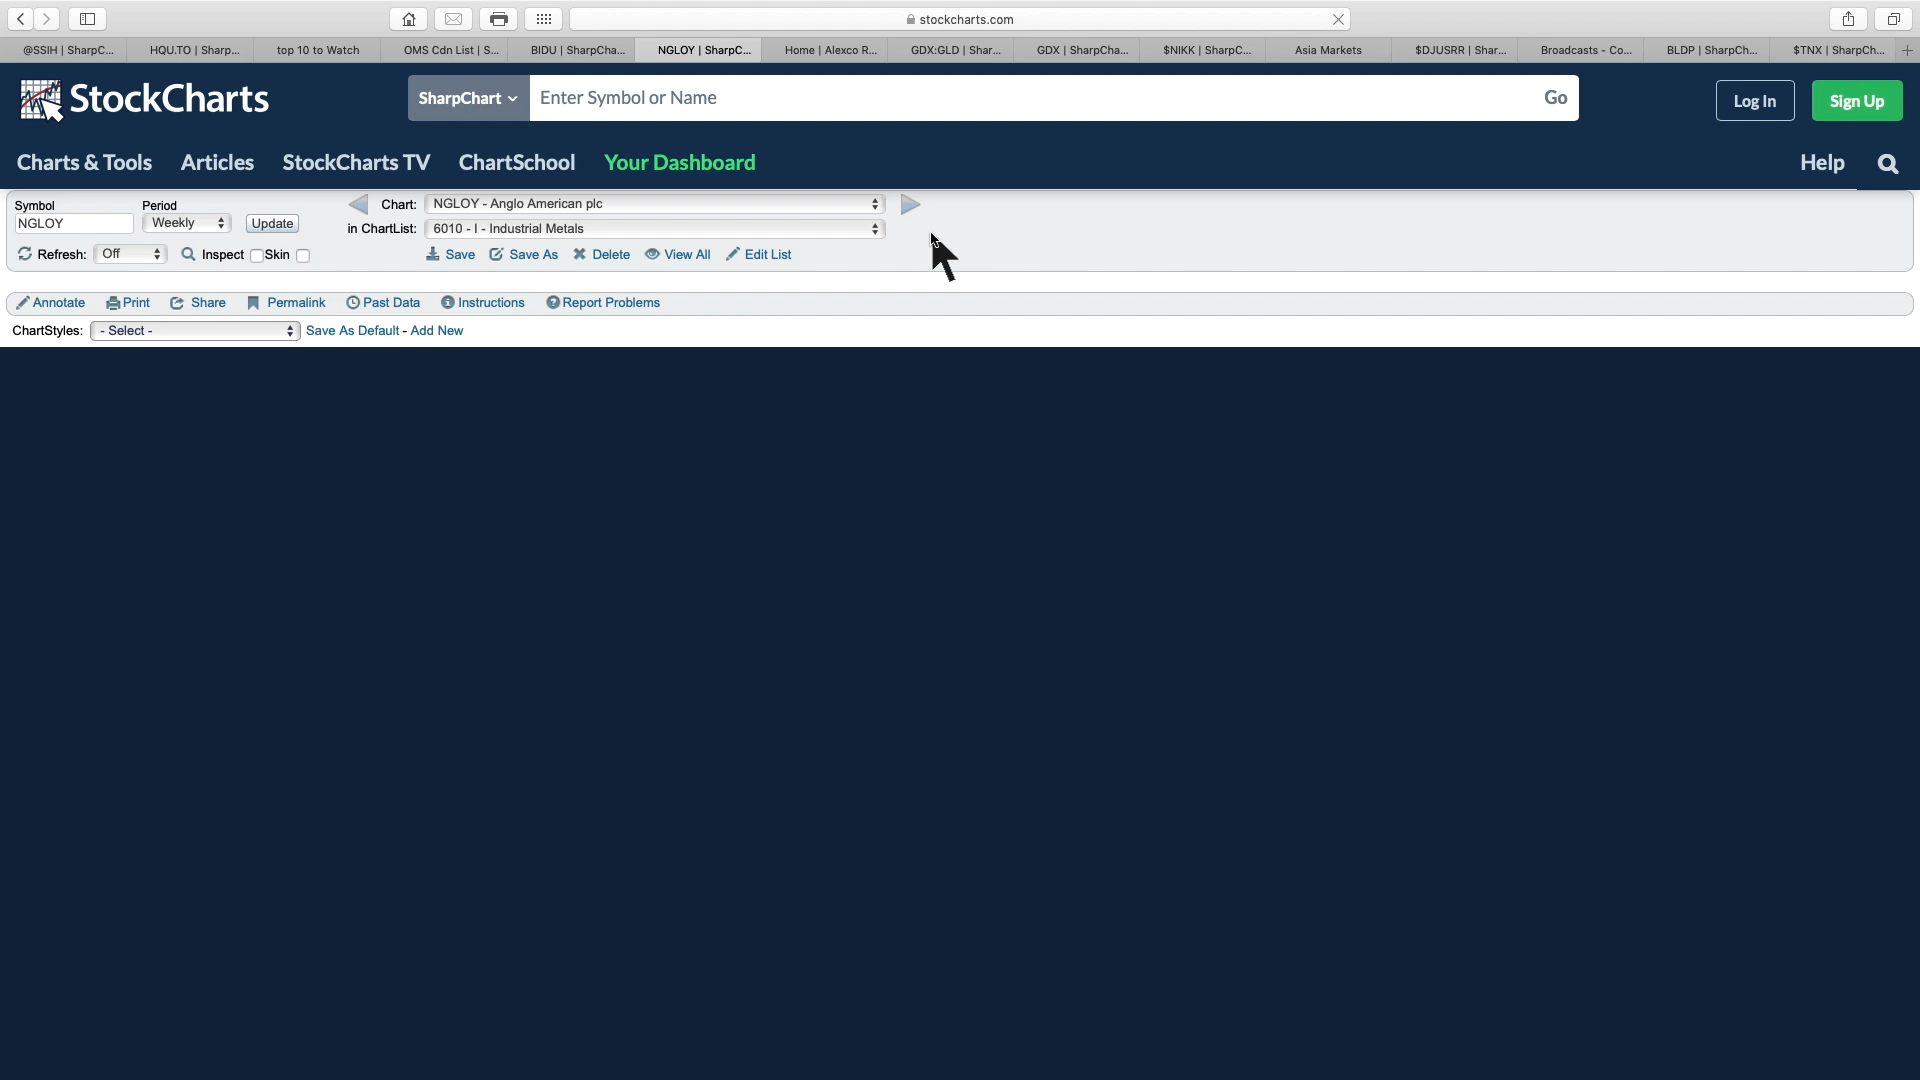 stockcharts.com
@SSIH | SharpC...
HQU.TO | Sharp...
top 10 to Watch
OMS Cdn List | S...
BIDU | SharpCha...
NGLOY | SharpC...
Home | Alexco R...
GDX:GLD | Shar...
GDX | SharpCha...
$NIKK | SharpC...
Asia Markets
$DJUSRR | Shar...
Broadcasts - Co...
BLDP | SharpCh...
$TNX | SharpCh...
StockCharts
SharpChart
Enter Symbol or Name
Go
Log In
Sign Up
Charts & Tools
Articles
StockCharts TV
ChartSchool
Your Dashboard
Help
Symbol
Period
NGLOY
Weekly
Update
Chart: NGLOY - Anglo American plc
in ChartList: 6010 - I - Industrial Metals
Refresh: Off
Inspect
Skin
Save
Save As
Delete
View All
Edit List
Annotate
Print
Share
Permalink
Past Data
Instructions
Report Problems
ChartStyles: - Select -
Save As Default - Add New